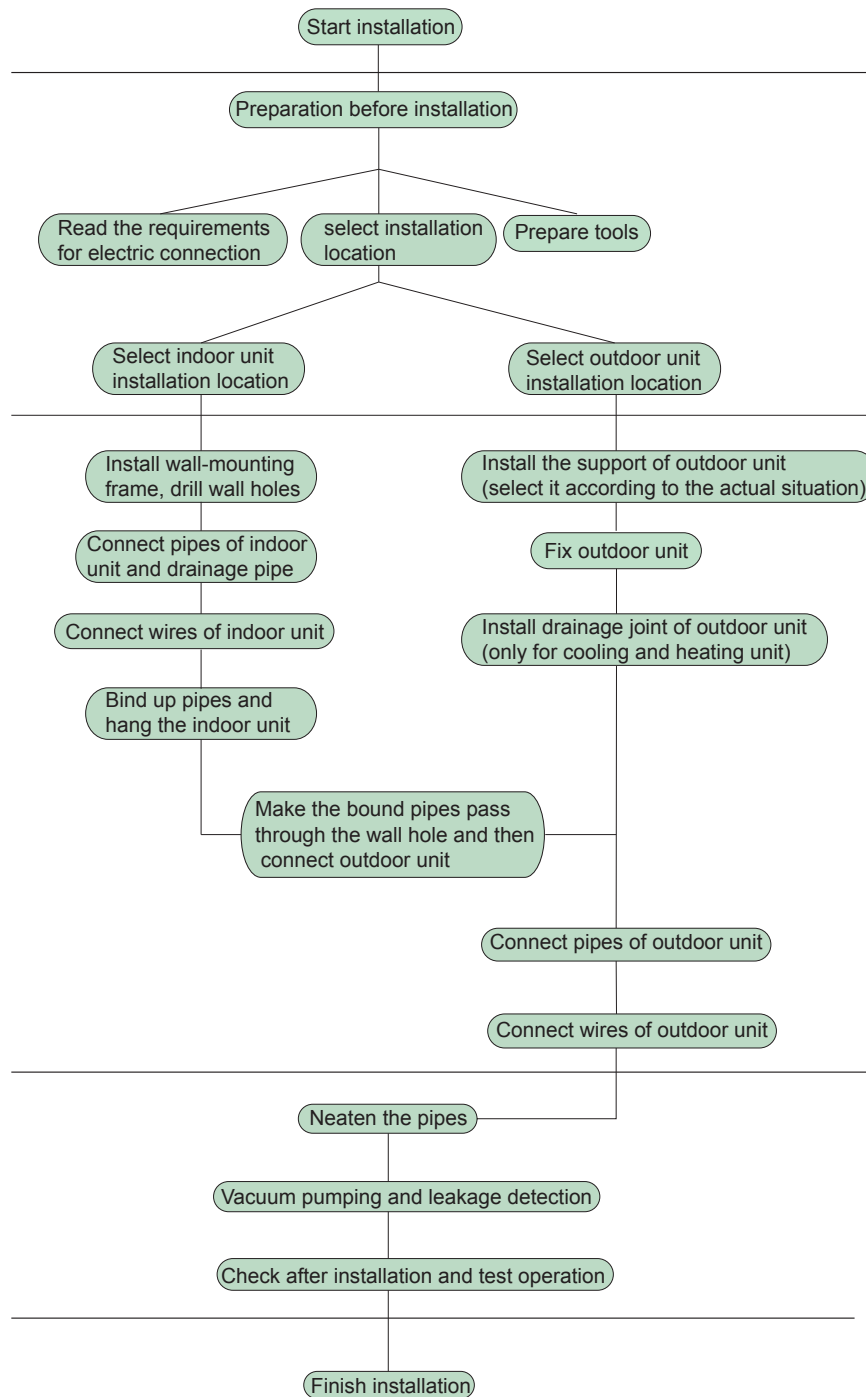 Start installation
Preparation before installation
Read the requirements
for electric connection
select installation
location
Prepare tools
Select indoor unit
installation location
Select outdoor unit
installation location
Install wall-mounting
frame, drill wall holes
Install the support of outdoor unit
(select it according to the actual situation)
Connect pipes of indoor
unit and drainage pipe
Fix outdoor unit
Connect wires of indoor unit
Install drainage joint of outdoor unit
(only for cooling and heating unit)
Bind up pipes and
hang the indoor unit
Make the bound pipes pass
through the wall hole and then
connect outdoor unit
Connect pipes of outdoor unit
Connect wires of outdoor unit
Neaten the pipes
Vacuum pumping and leakage detection
Check after installation and test operation
Finish installation